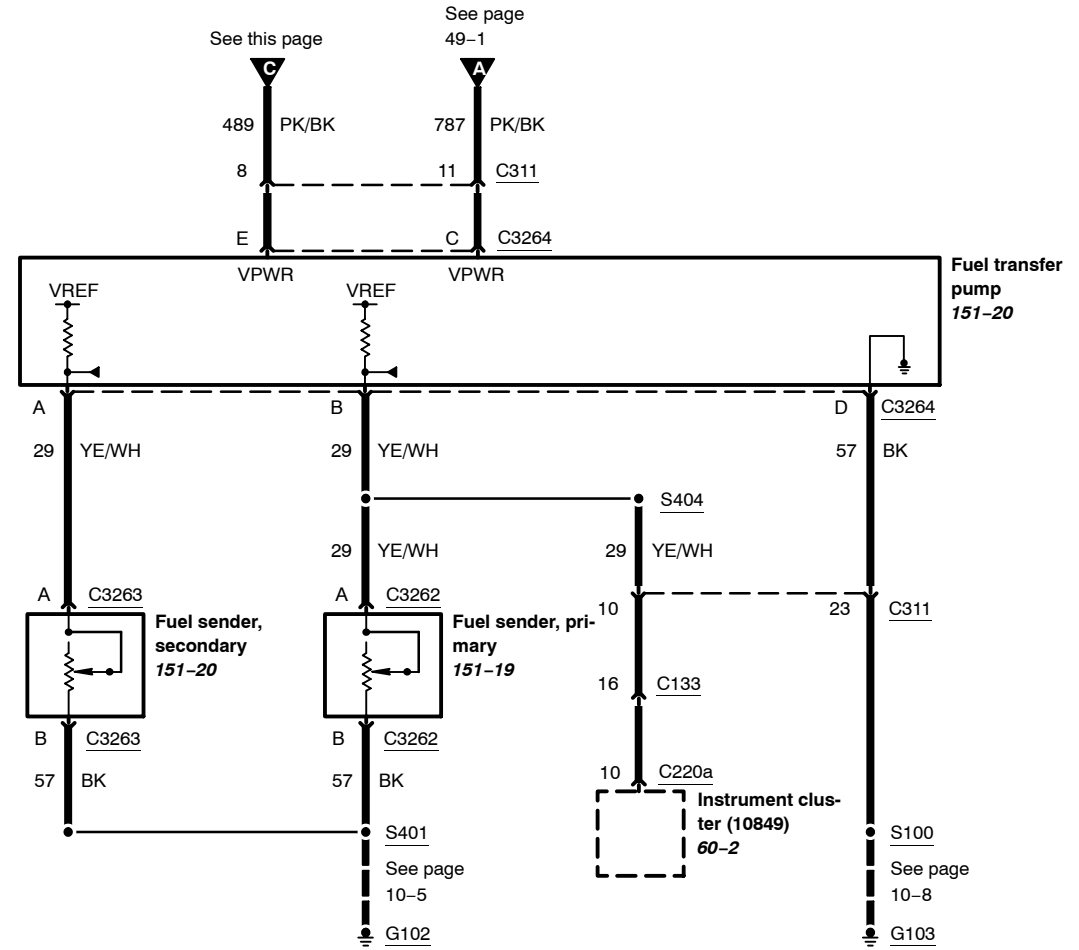 See page
49–1
See this page
C
A
489 PK/BK
787 PK/BK
8
11 C311
E
C C3264
VPWR
VPWR
Fuel transfer
pump
151–20
VREF
VREF
A
B
D C3264
29 YE/WH
29 YE/WH
57 BK
S404
29 YE/WH
29 YE/WH
A C3263
A C3262
10
23 C311
Fuel sender,
secondary
151–20
Fuel sender, pri-
mary
151–19
16 C133
B C3263
B C3262
57 BK
57 BK
10 C220a
Instrument clus-
ter (10849)
60–2
S401
See page
10–5
G102
S100
See page
10–8
G103